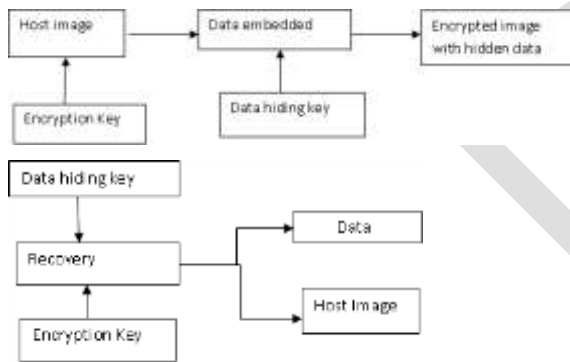 Host image
Data embedded
Encrypted image
with hidden data
Encryption Key
Data hiding key
Data hiding key
Recovery
Data
Host Image
Encryption Key